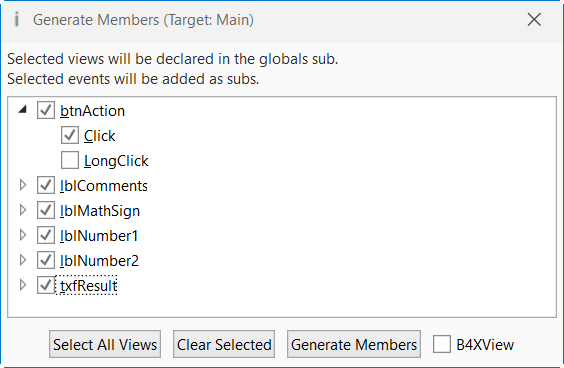 Generate Members (Target: Main)
Selected views will be declared in the globals sub.
Selected events will be added as subs.
btnAction
Click
LongClick
lblComments
lblMathSign
lblNumber1
lblNumber2
txfResult
Select All Views Clear Selected Generate Members B4XView